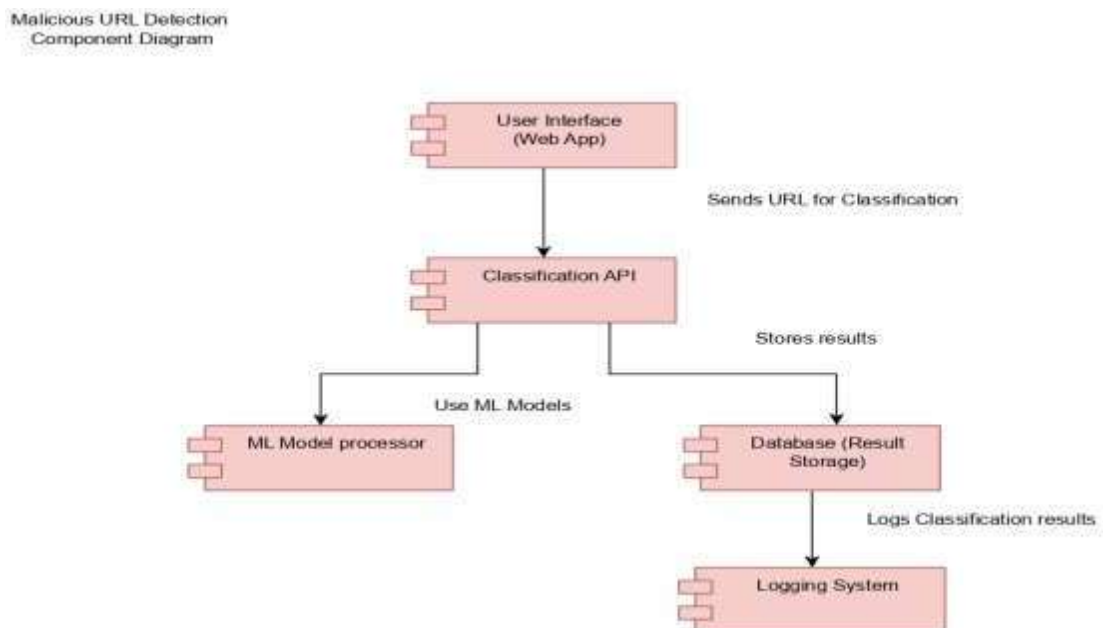 Malicious URL Detection
Component Diagram
User Interface
(Web App)
Sends URL for Classification
Classification API
Stores results
Use ML Models
ML Model processor
Database (Result
Storage)
Logs Classification results
Logging System